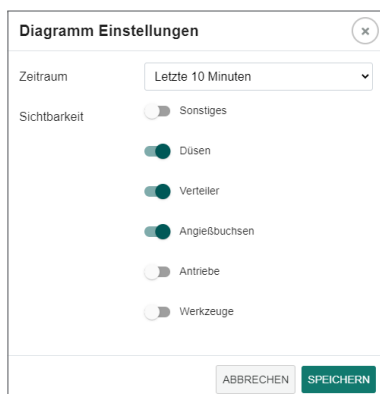 Diagramm Einstellungen
Zeitraum
Letzte 10 Minuten
Sichtbarkeit
Sonstiges
Düsen
Verteiler
Angießbuchsen
Antriebe
Werkzeuge
ABBRECHEN
SPEICHERN